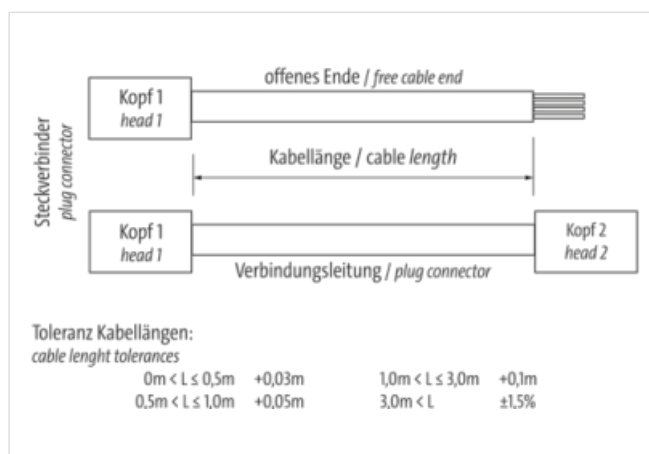 offenes Ende / free cable end
Kopf 1
head 1
Steckverbinder
plug connector
Kabellänge / cable length
Kopf 1
head 1
Kopf 2
head 2
Verbindungsleitung / plug connector
Toleranz Kabellängen:
cable lenght tolerances
0m < L ≤ 0,5m +0,03m 1,0m < L ≤ 3,0m +0,1m
0.5m < L ≤ 1,0m +0,05m 3,0m < L ±1,5%